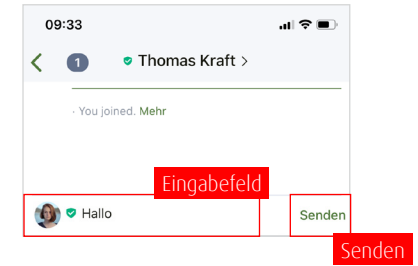 09:33
1
Thomas Kraft >
· You joined. Mehr
Eingabefeld
Hallo
Senden
Senden